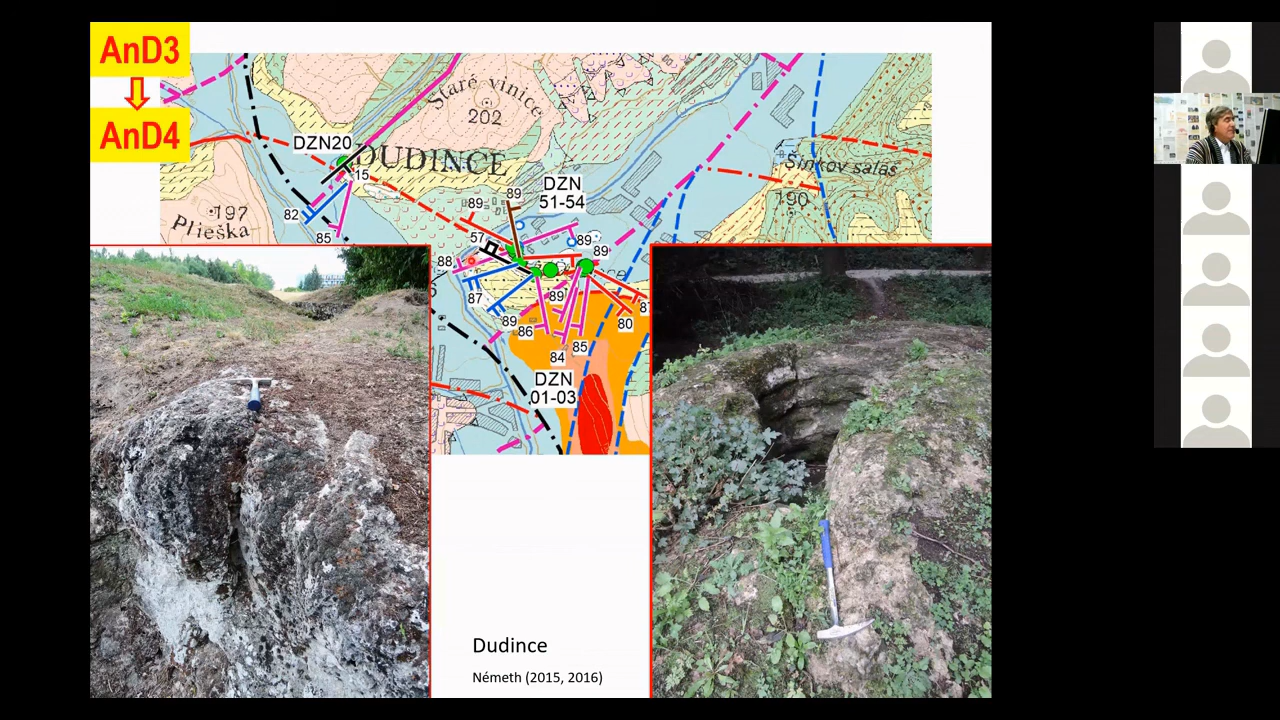 AnD3
AnD4
Staré vinice
202
DZN20
DUDINCE
15
Šinkov salaš
190
89
DZN
51-54
197
Plieška
82
85
89
57
89
89
88
87
89
89
86
80
84
85
DZN
01-03
Dudince
Németh (2015, 2016)